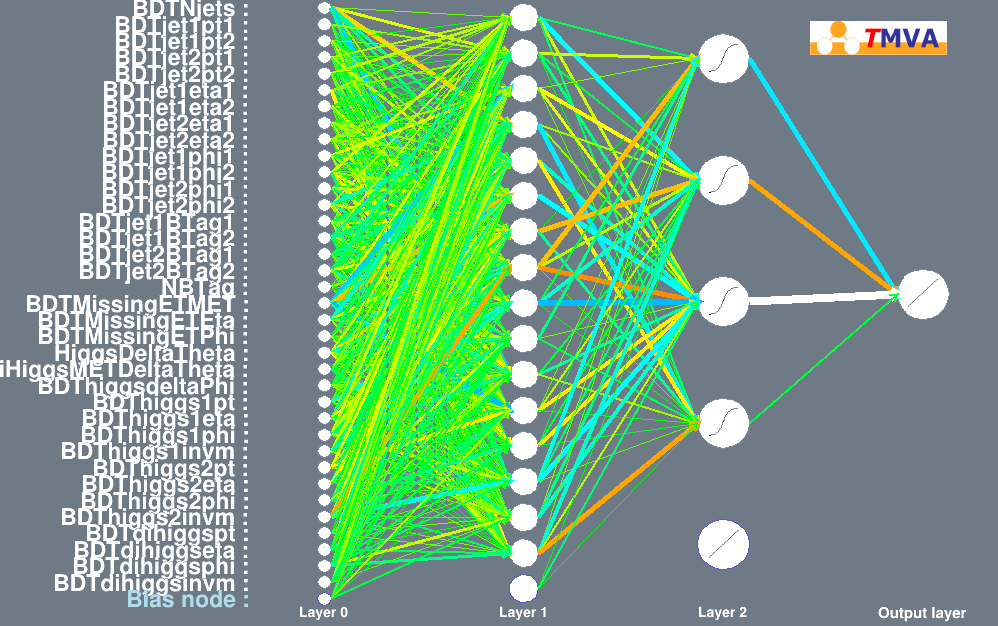 BDTNjets :
BDTjet1pt1 :
BDTjet1pt2 :
BDTjet2pt1 :
BDTjet2pt2 :
BDTjet1eta1 :
BDTjet1eta2 :
BDTjet2eta1 :
BDTjet2eta2 :
BDTjet1phi1 :
BDTjet1phi2 :
BDTjet2phi1 :
BDTjet2phi2 :
BDTjet1BTag1 :
BDTjet1BTag2 :
BDTjet2BTag1 :
BDTjet2BTag2 :
NBTag :
BDTMissingETMET :
BDTMissingETEta :
BDTMissingETPhi :
HiggsDeltaTheta :
iHiggsMETDeltaTheta :
BDThiggsdeltaPhi :
BDThiggs1pt :
BDThiggs1eta :
BDThiggs1phi :
BDThiggs1invm :
BDThiggs2pt :
BDThiggs2eta :
BDThiggs2phi :
BDThiggs2invm :
BDTdihiggspt :
BDTdihiggseta :
BDTdihiggsphi :
BDTdihiggsinvm :
Bias node :
Layer 0
Layer 1
Layer 2
Output layer
TMVA